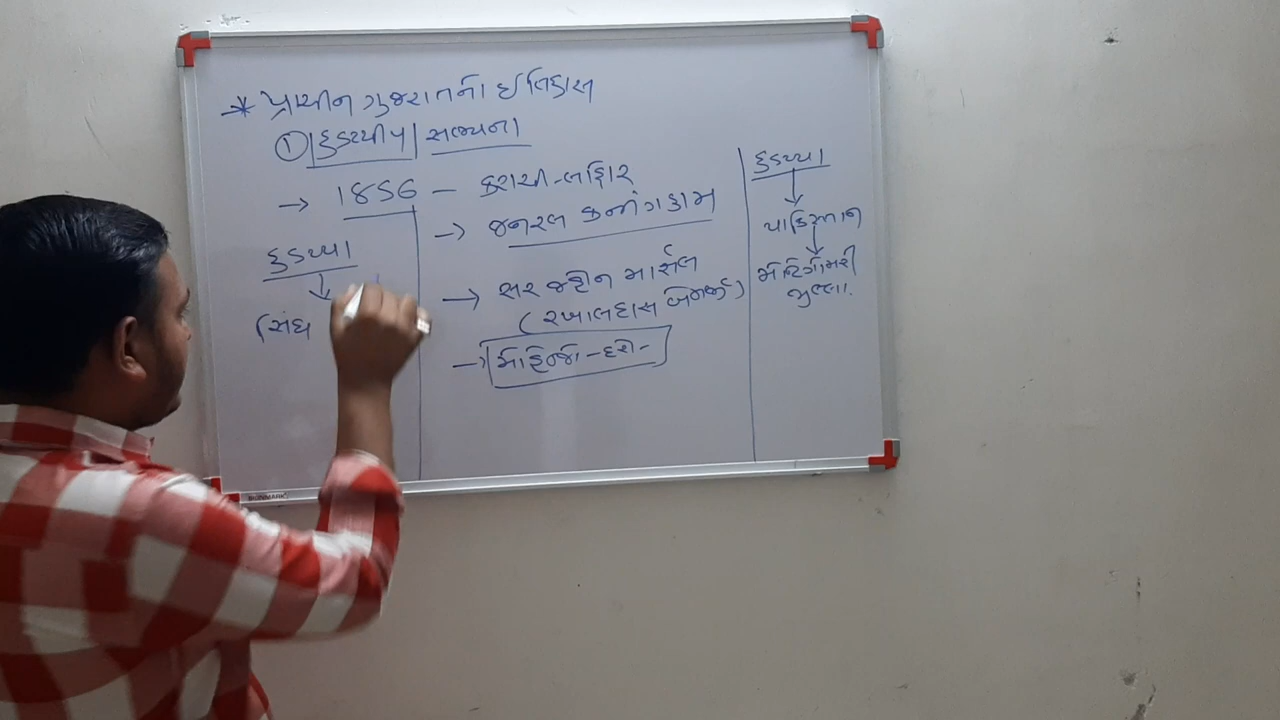 * પ્રાચીન ગુજરાતનો ઈતિહાસ
① હડપ્પીય સભ્યતા
→ 1856 – કરાચી-લાહોર
→ જનરલ કનીંગહામ
હડપ્પા
↓
(સંઘ
→ સર જહોન માર્શલ
(રખાલદાસ બેનર્જી)
→ મોહેન્જો-દડો-
હડપ્પા
↓
પાકિસ્તાન
↓
મોન્ટગોમરી
જીલ્લા.